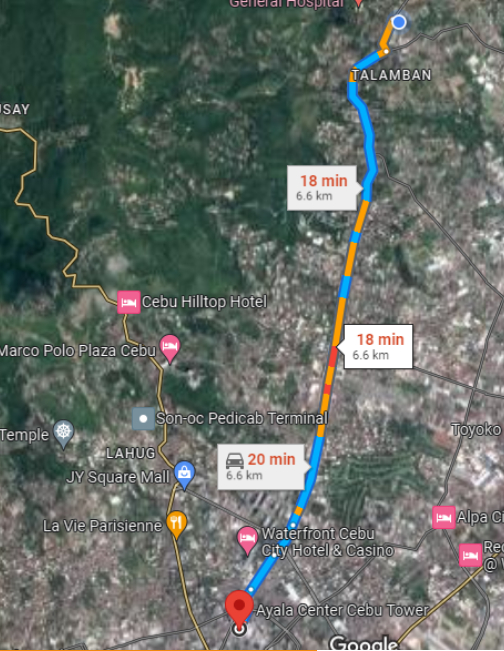 General Hospital
TALAMBAN
USAY
18 min
6.6 km
Cebu Hilltop Hotel
18 min
6.6 km
Marco Polo Plaza Cebu
Son-oc Pedicab Terminal
Temple
Toyoko
LAHUG
20 min
6.6 km
JY Square Mall
La Vie Parisienne
Alpa Ci
Waterfront Cebu
City Hotel & Casino
Red
@ V
Ayala Center Cebu Tower
Google